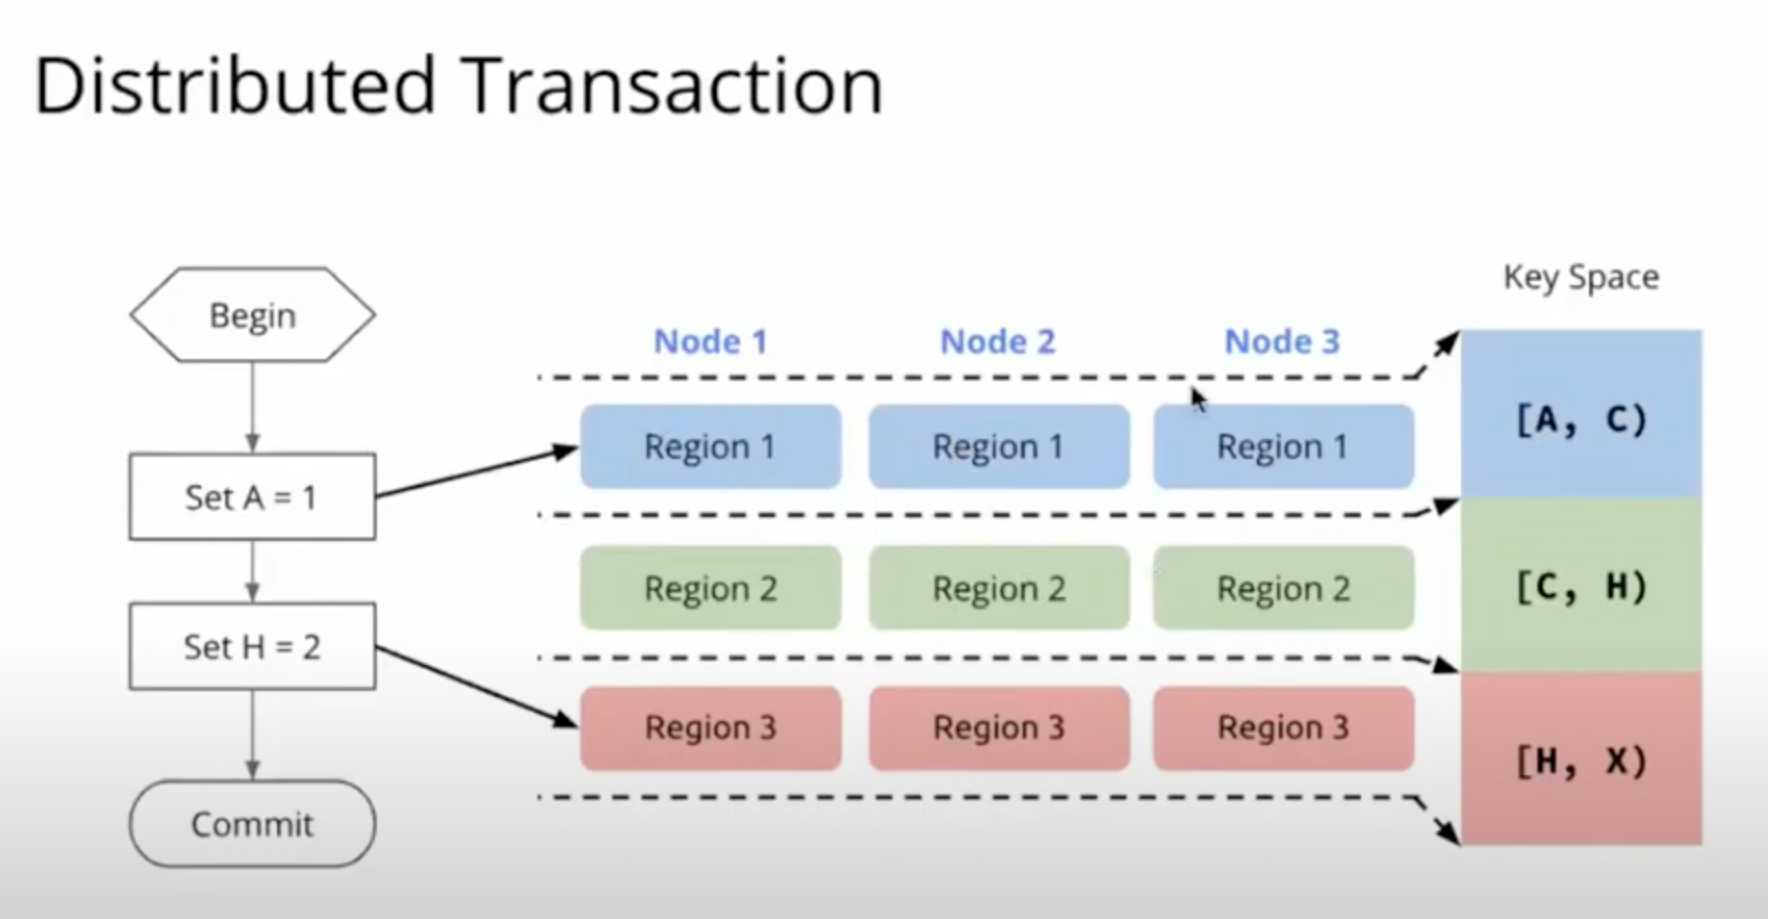 Distributed Transaction
Begin
Set A = 1
Set H = 2
Commit
Node 1
Node 2
Node 3
Region 1
Region 1
Region 1
Region 2
Region 2
Region 2
Region 3
Region 3
Region 3
Key Space
[A, C)
[C, H)
[H, X)